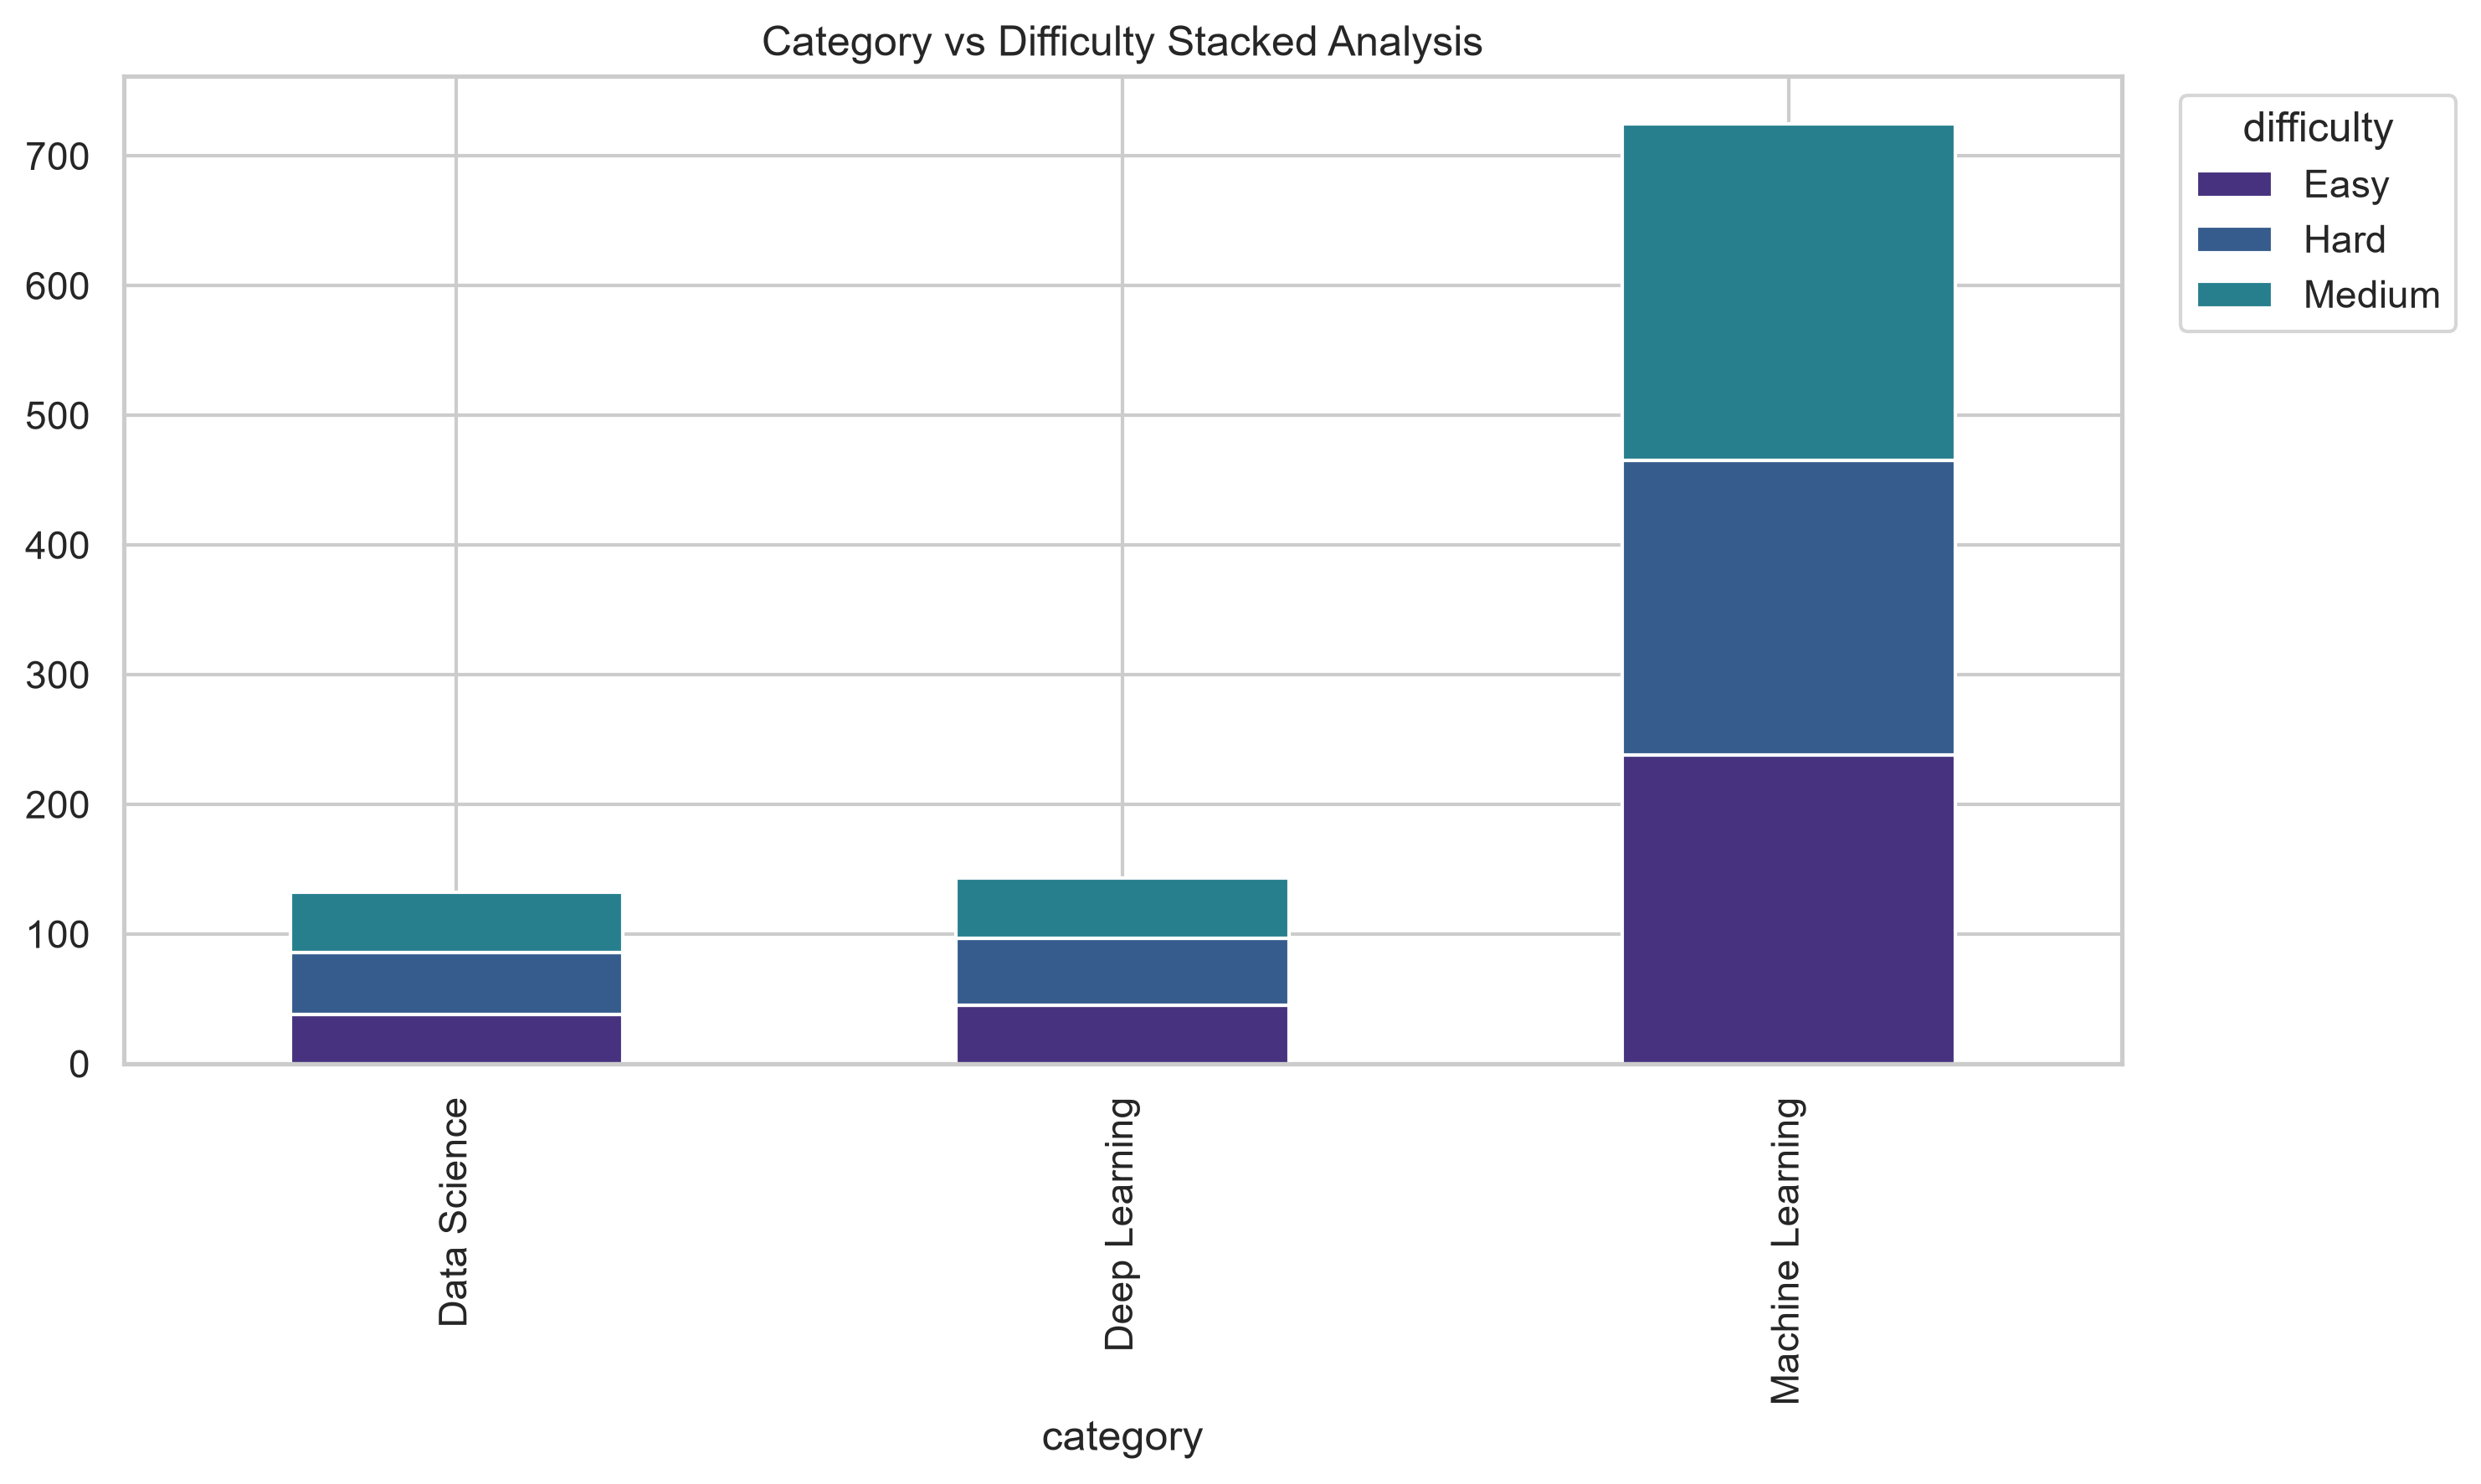 Category vs Difficulty Stacked Analysis
difficulty
Easy
Hard
Medium
700
600
500
400
300
200
100
0
Data Science
Deep Learning
Machine Learning
category